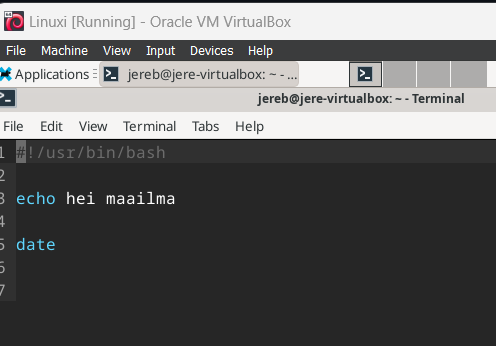 Linuxi [Running] - Oracle VM VirtualBox
File Machine View Input Devices Help
Applications jereb@jere-virtualbox: ~ - ...
jereb@jere-virtualbox: ~ - Terminal
File Edit View Terminal Tabs Help
1 #!/usr/bin/bash
2
3 echo hei maailma
4
5 date
6
7